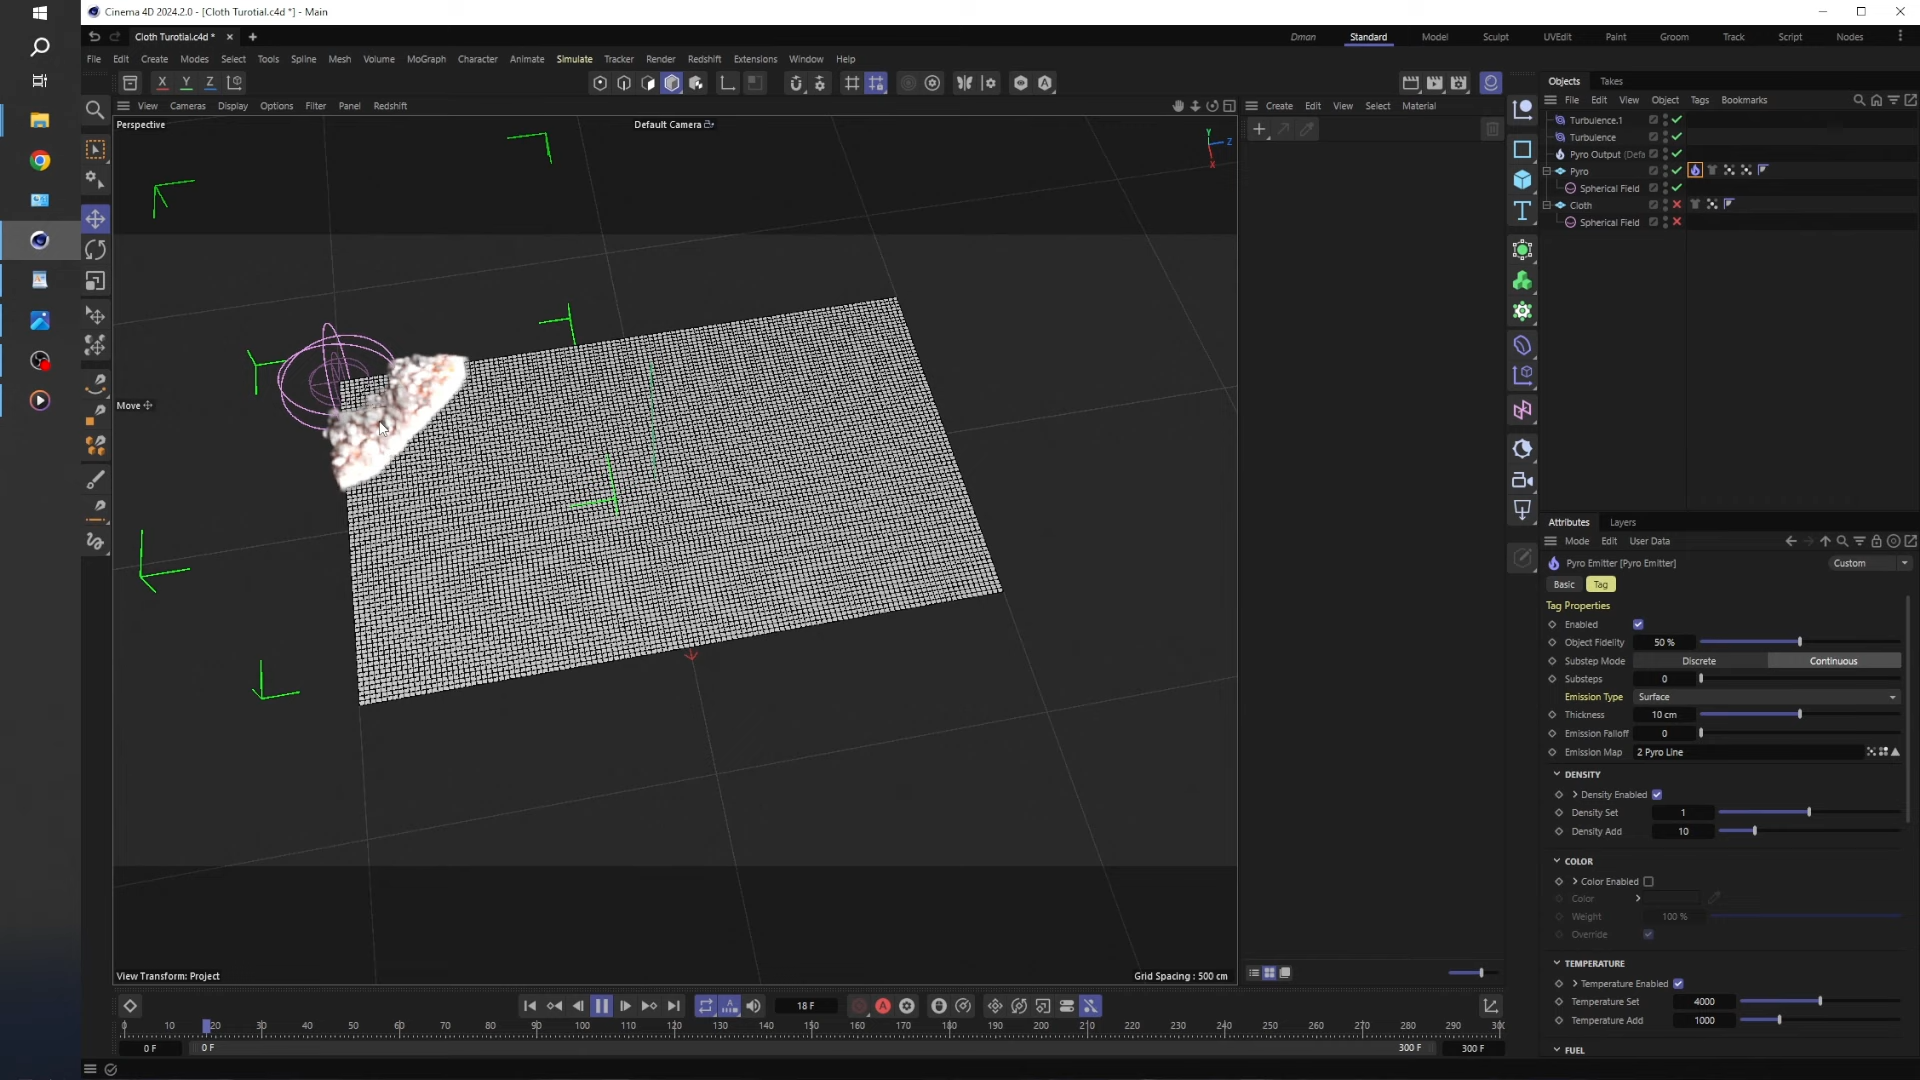 Cinema 4D 2024.2.0 - [Cloth Turotial.c4d *] - Main
Cloth Turotial.c4d *
Dman Standard Model Sculpt UVEdit Paint Groom Track Script Nodes
File Edit Create Modes Select Tools Spline Mesh Volume MoGraph Character Animate Simulate Tracker Render Redshift Extensions Window Help
X Y Z
Objects Takes
View Cameras Display Options Filter Panel Redshift
Create Edit View Select Material
File Edit View Object Tags Bookmarks
Perspective
Default Camera
Y
Z
X
Turbulence.1
Turbulence
Pyro Output (Defa
Pyro
Spherical Field
Cloth
Spherical Field
Move
Attributes Layers
Mode Edit User Data
Pyro Emitter [Pyro Emitter]
Custom
Basic Tag
Tag Properties
Enabled
Object Fidelity 50 %
Substep Mode Discrete Continuous
Substeps 0
Emission Type Surface
Thickness 10 cm
Emission Falloff 0
Emission Map 2 Pyro Line
DENSITY
Density Enabled
Density Set 1
Density Add 10
COLOR
Color Enabled
Color
Weight 100 %
Override
TEMPERATURE
Temperature Enabled
Temperature Set 4000
Temperature Add 1000
FUEL
View Transform: Project
Grid Spacing : 500 cm
18 F
0 10 20 30 40 50 60 70 80 90 100 110 120 130 140 150 160 170 180 190 200 210 220 230 240 250 260 270 280 290 30
0 F 0 F 300 F 300 F